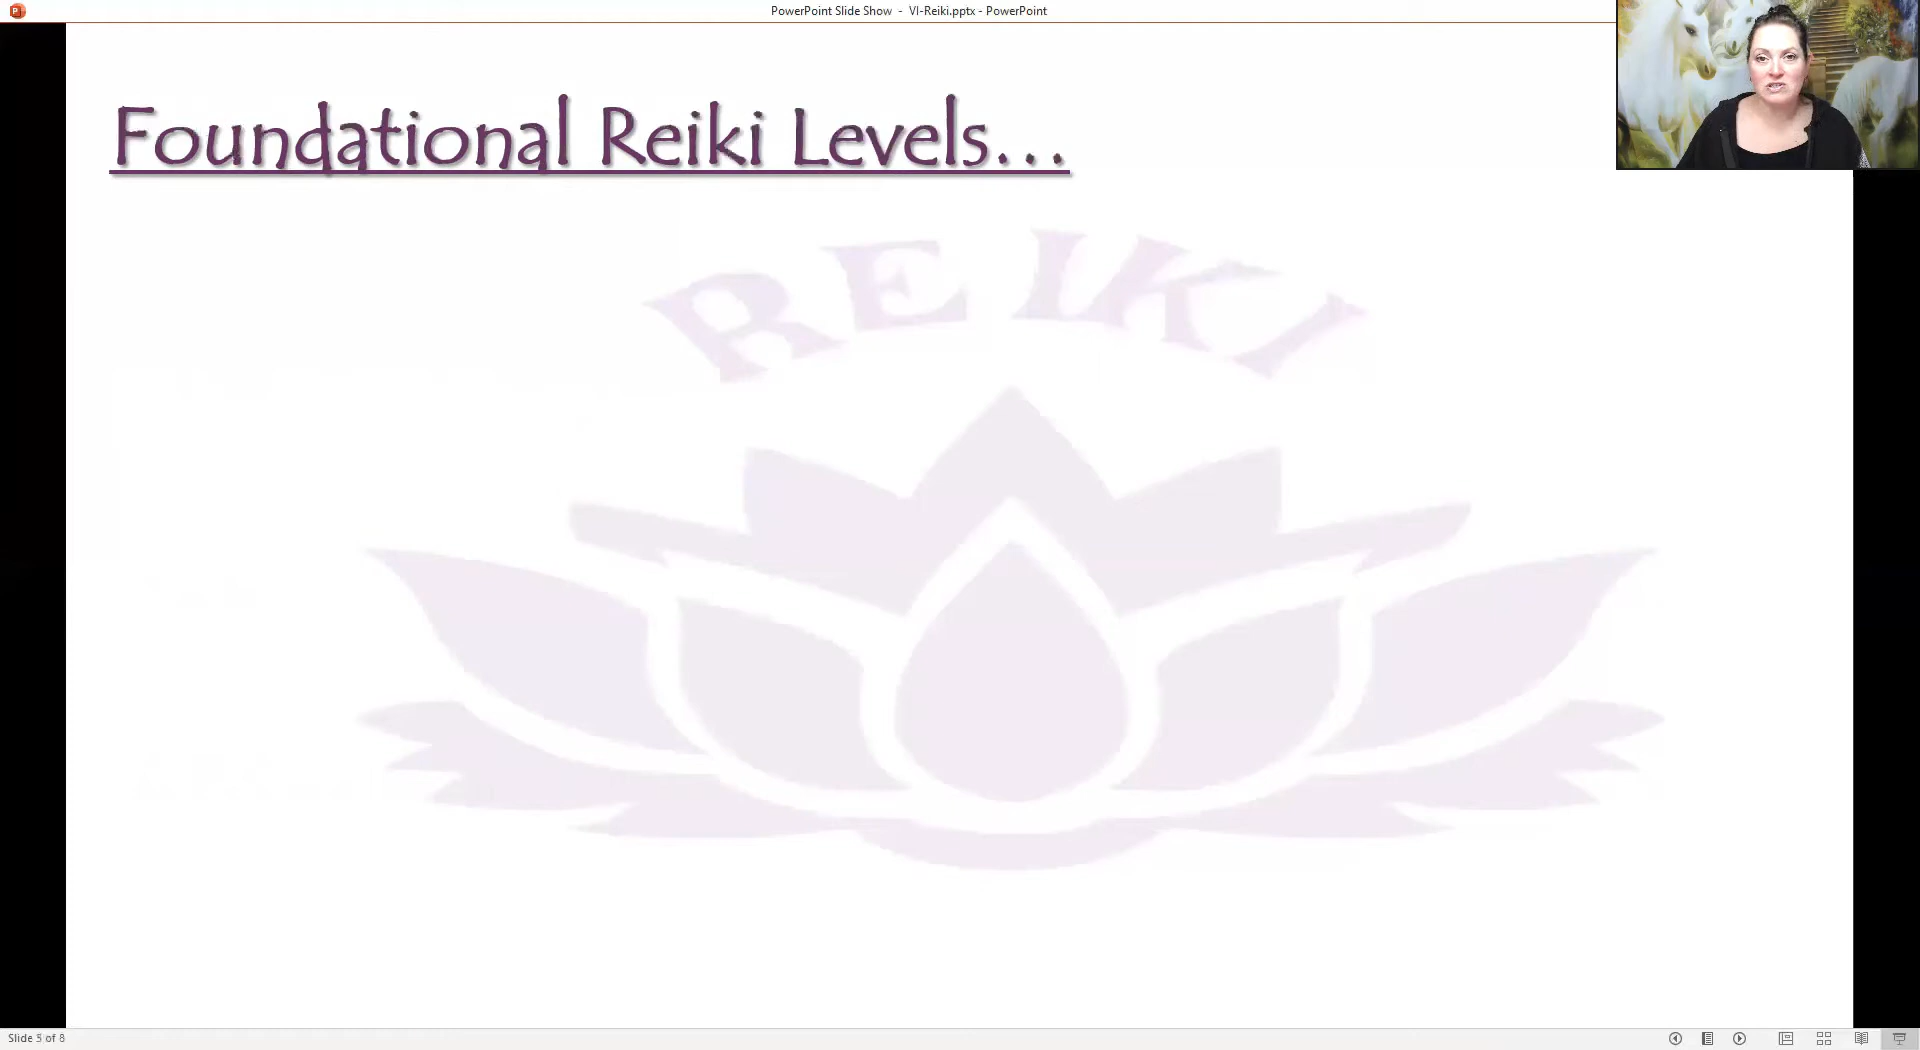 PowerPoint Slide Show - VI-Reiki.pptx - PowerPoint
Foundational Reiki Levels...
REIKI
Slide 5 of 8